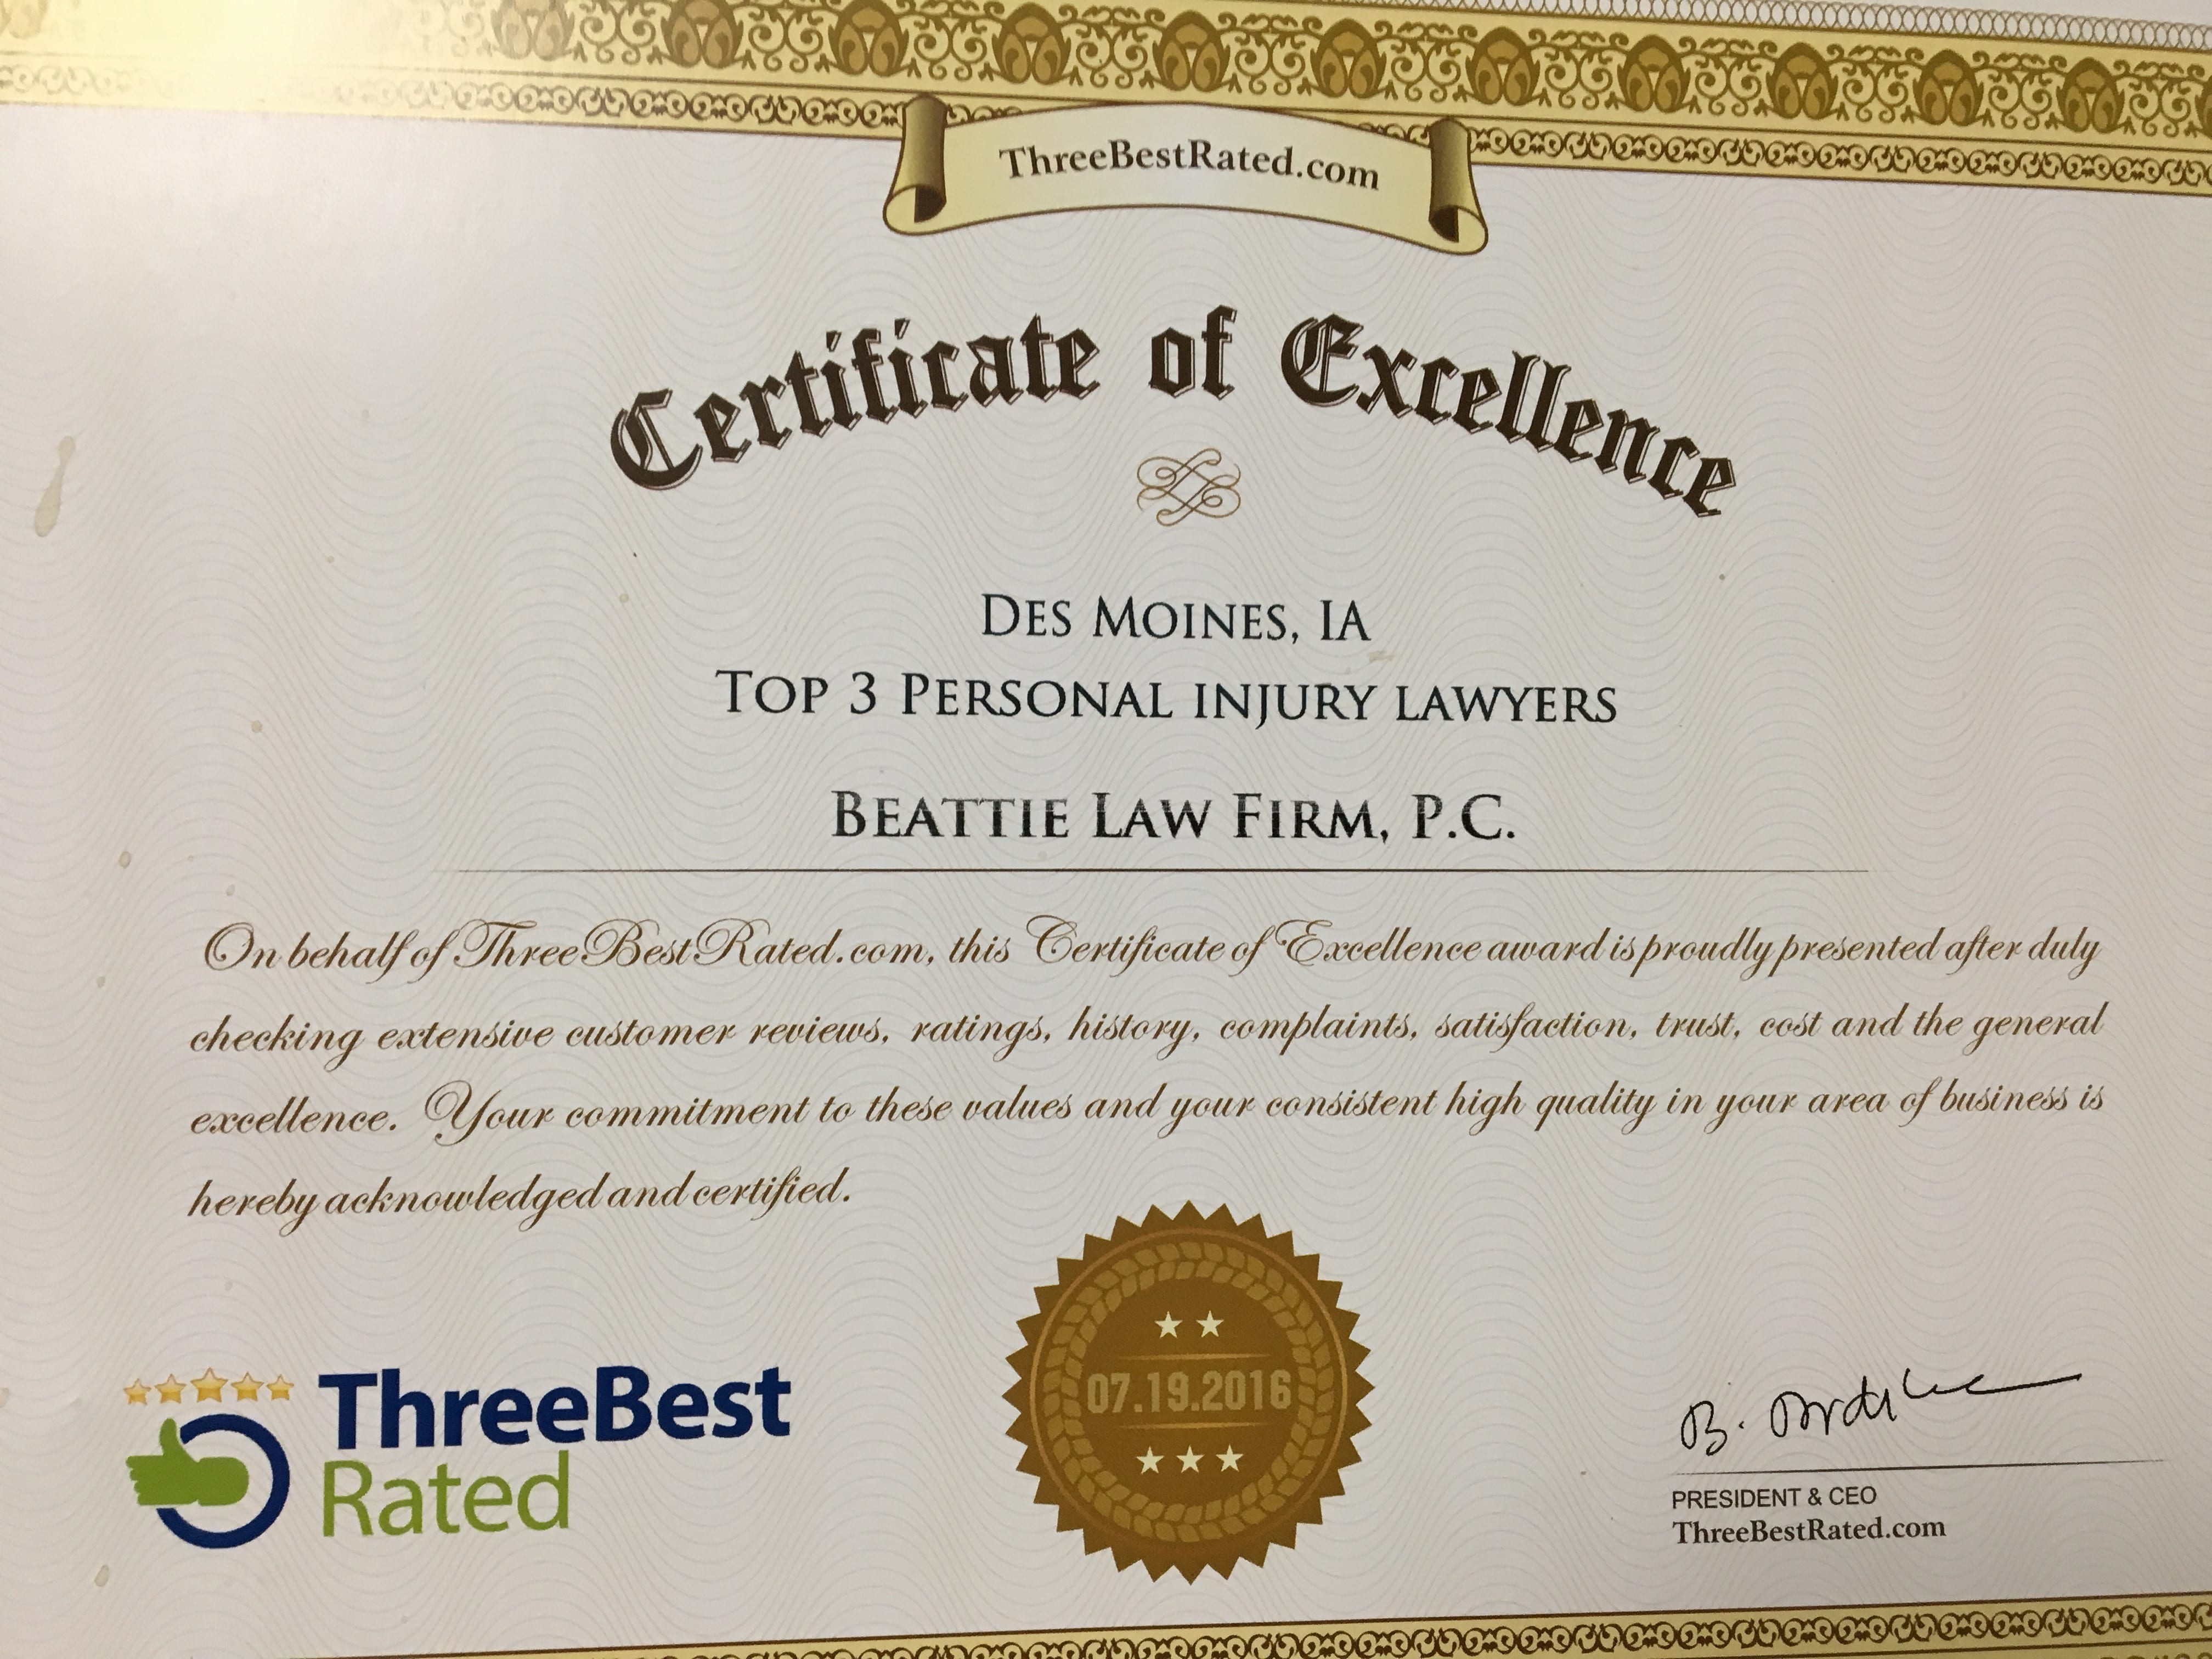 ThreeBestRated.com
Certificate of Excellence
DES MOINES, IA
TOP 3 PERSONAL INJURY LAWYERS
BEATTIE LAW FIRM, P.C.
On behalf of ThreeBestRated.com, this Certificate of Excellence award is proudly presented after duly
checking extensive customer reviews, ratings, history, complaints, satisfaction, trust, cost and the general
excellence. Your commitment to these values and your consistent high quality in your area of business is
hereby acknowledged and certified.
ThreeBest
Rated
07.19.2016
B.
PRESIDENT & CEO
ThreeBestRated.com